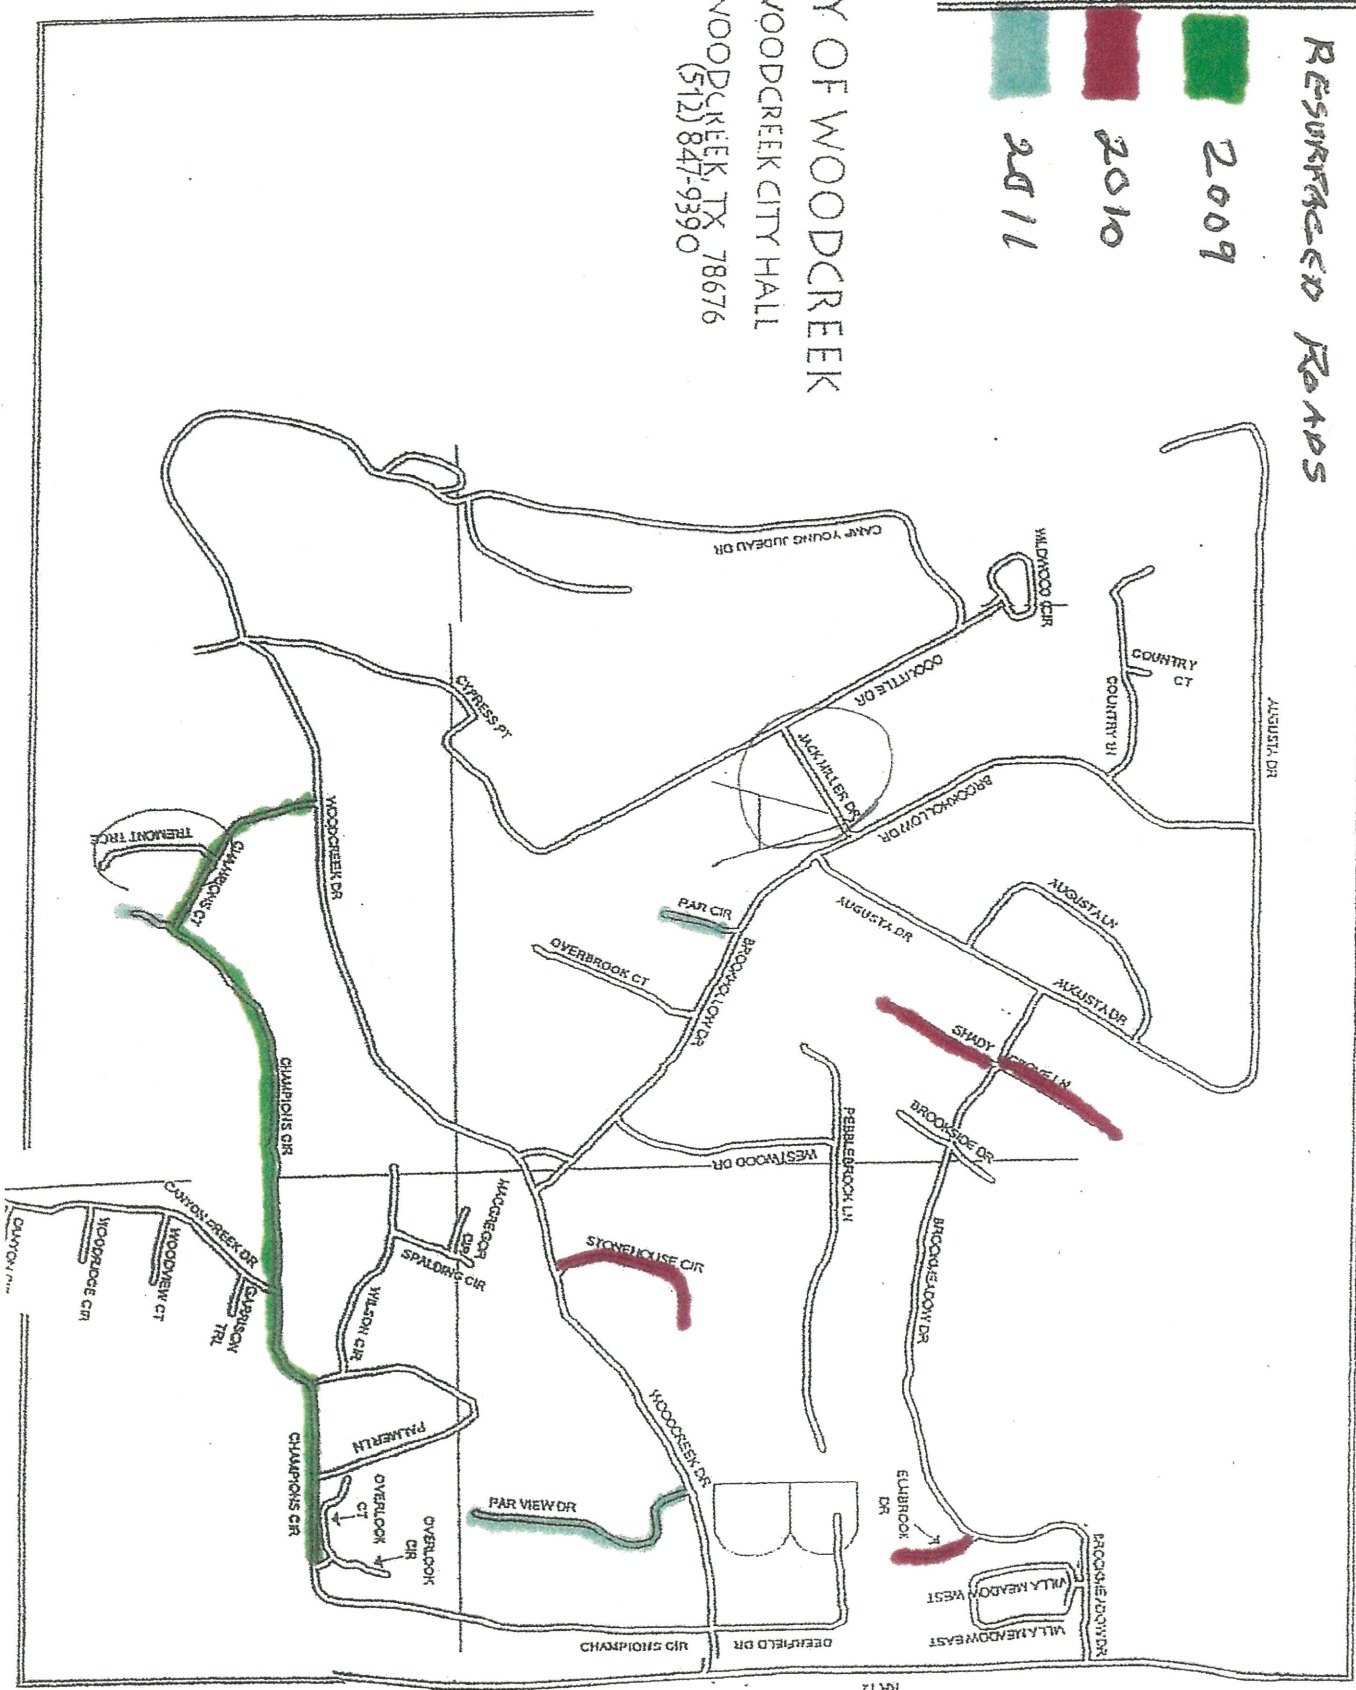 RESURFACED ROADS
2009
2010
2011
Y OF WOODCREEK
WOODCREEK CITY HALL
WOODCREEK, TX 78676
(512) 847-9390
AUGUSTA DR
COUNTRY
CT
COUNTRY LN
WILDWOOD CIR
CAMP YOUNG JUDEAU DR
DOOLITTLE DR
CYPRESS PT
JACK MILLER DR
BROOKHOLLOW DR
AUGUSTA LN
AUGUSTA DR
AUGUSTA DR
PAR CIR
BROOKHOLLOW DR
OVERBROOK CT
WOODCREEK DR
TREMONT TRCE
CHAMPIONS CT
SHADY GROVE LN
BROOKSIDE DR
PEBBLEBROOK LN
WESTWOOD DR
CHAMPIONS CIR
BROOKMEADOW DR
MACGREGOR
CIR
SPALDING CIR
STONEHOUSE CIR
CANYON CREEK DR
GARRISON
TRL
WOODVIEW CT
WOODRIDGE CIR
CANYON
WILSON CIR
PALMER LN
CHAMPIONS CIR
OVERLOOK
CT
OVERLOOK
CIR
PAR VIEW DR
WOODCREEK DR
ELMBROOK
DR
BROOKMEADOW DR
VILLA MEADOW WEST
VILLA MEADOW EAST
DEERFIELD DR
CHAMPIONS CIR
RR 12